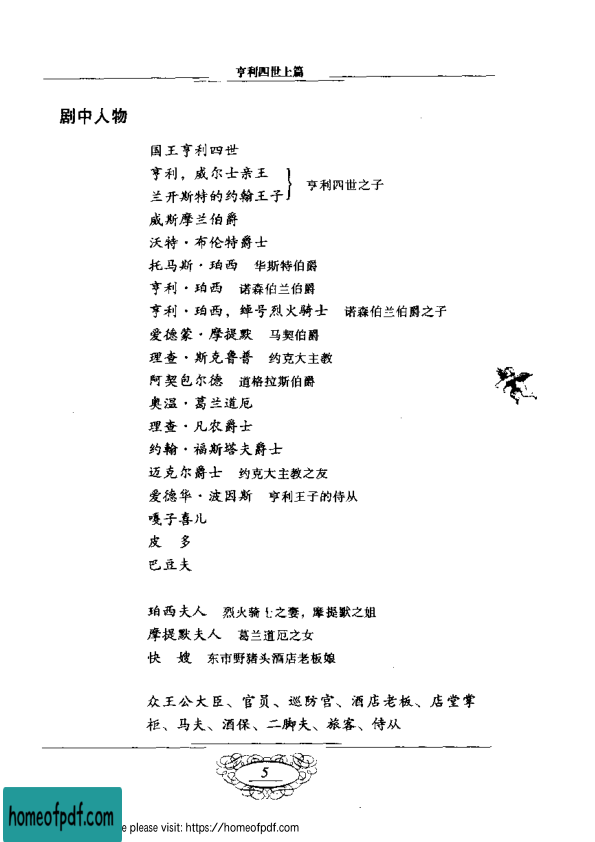 亨利四世上篇
剧中人物
国王亨利四世
亨利，威尔士亲王
兰开斯特的约翰王子
亨利四世之子
威斯摩兰伯爵
沃特·布伦特爵士
托马斯·珀西 华斯特伯爵
亨利·珀西 诺森伯兰伯爵
亨利·珀西，绰号烈火骑士 诺森伯兰伯爵之子
爱德蒙·摩提默 马契伯爵
理查·斯克鲁普 约克大主教
阿契包尔德 道格拉斯伯爵
奥温·葛兰道厄
理查·凡农爵士
约翰·福斯塔夫爵士
迈克尔爵士 约克大主教之友
爱德华·波因斯 亨利王子的侍从
嘎子喜儿
皮 多
巴豆夫
珀西夫人 烈火骑士之妻，摩提默之姐
摩提默夫人 葛兰道厄之女
快 嫂 东市野猪头酒店老板娘
众王公大臣、官员、巡防官、酒店老板、店堂掌
柜、马夫、酒保、二脚夫、旅客、侍从
5
homeofpdf.com
e please visit: https://homeofpdf.com